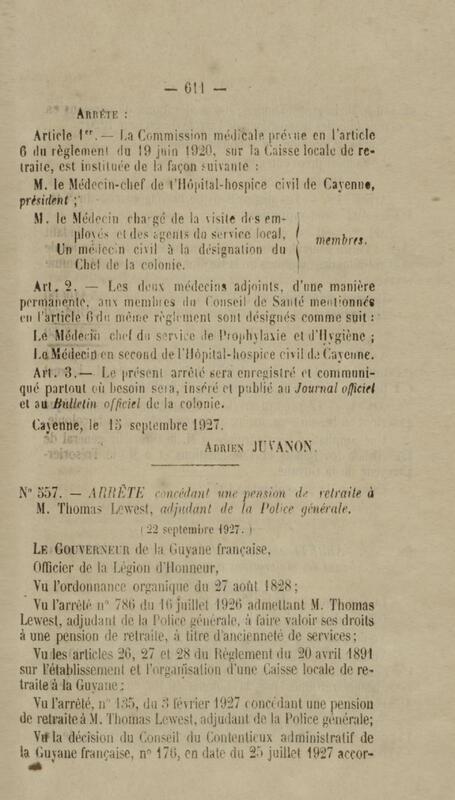 — 611 —
ARRÊTE :
Article 1er. — La Commission médicale prévue en l'article
6 du règlement du 19 juin 1920, sur la Caisse locale de re-
traite, est instituée de la façon suivante :
M. le Médecin-chef de l'Hôpital-hospice civil de Cayenne,
président ;
M. le Médecin chargé de la visite des em-
ployés et des agents du service local,
Un médecin civil à la désignation du
Chef de la colonie.
membres.
Art. 2. — Les deux médecins adjoints, d'une manière
permanente, aux membres du Conseil de Santé mentionnés
en l'article 6 du même règlement sont désignés comme suit :
Le Médecin chef du service de Prophylaxie et d'Hygiène ;
Le Médecin en second de l'Hôpital-hospice civil de Cayenne.
Art. 3. — Le présent arrêté sera enregistré et communi-
qué partout où besoin sera, inséré et publié au Journal officiel
et au Bulletin officiel de la colonie.
Cayenne, le 15 septembre 1927.
ADRIEN JUVANON.
N° 557. — ARRÊTE concédant une pension de retraite à
M. Thomas Lewest, adjudant de la Police générale.
(22 septembre 1927.)
LE GOUVERNEUR de la Guyane française,
Officier de la Légion d'Honneur,
Vu l'ordonnance organique du 27 août 1828 ;
Vu l'arrêté n° 786 du 16 juillet 1926 admettant M. Thomas
Lewest, adjudant de la Police générale, à faire valoir ses droits
à une pension de retraite, à titre d'ancienneté de services ;
Vu les articles 26, 27 et 28 du Règlement du 20 avril 1891
sur l'établissement et l'organisation d'une Caisse locale de re-
traite à la Guyane ;
Vu l'arrêté, n° 135, du 3 février 1927 concédant une pension
de retraite à M. Thomas Lewest, adjudant de la Police générale;
Vu la décision du Conseil du Contentieux administratif de
la Guyane française, n° 176, en date du 25 juillet 1927 accor-